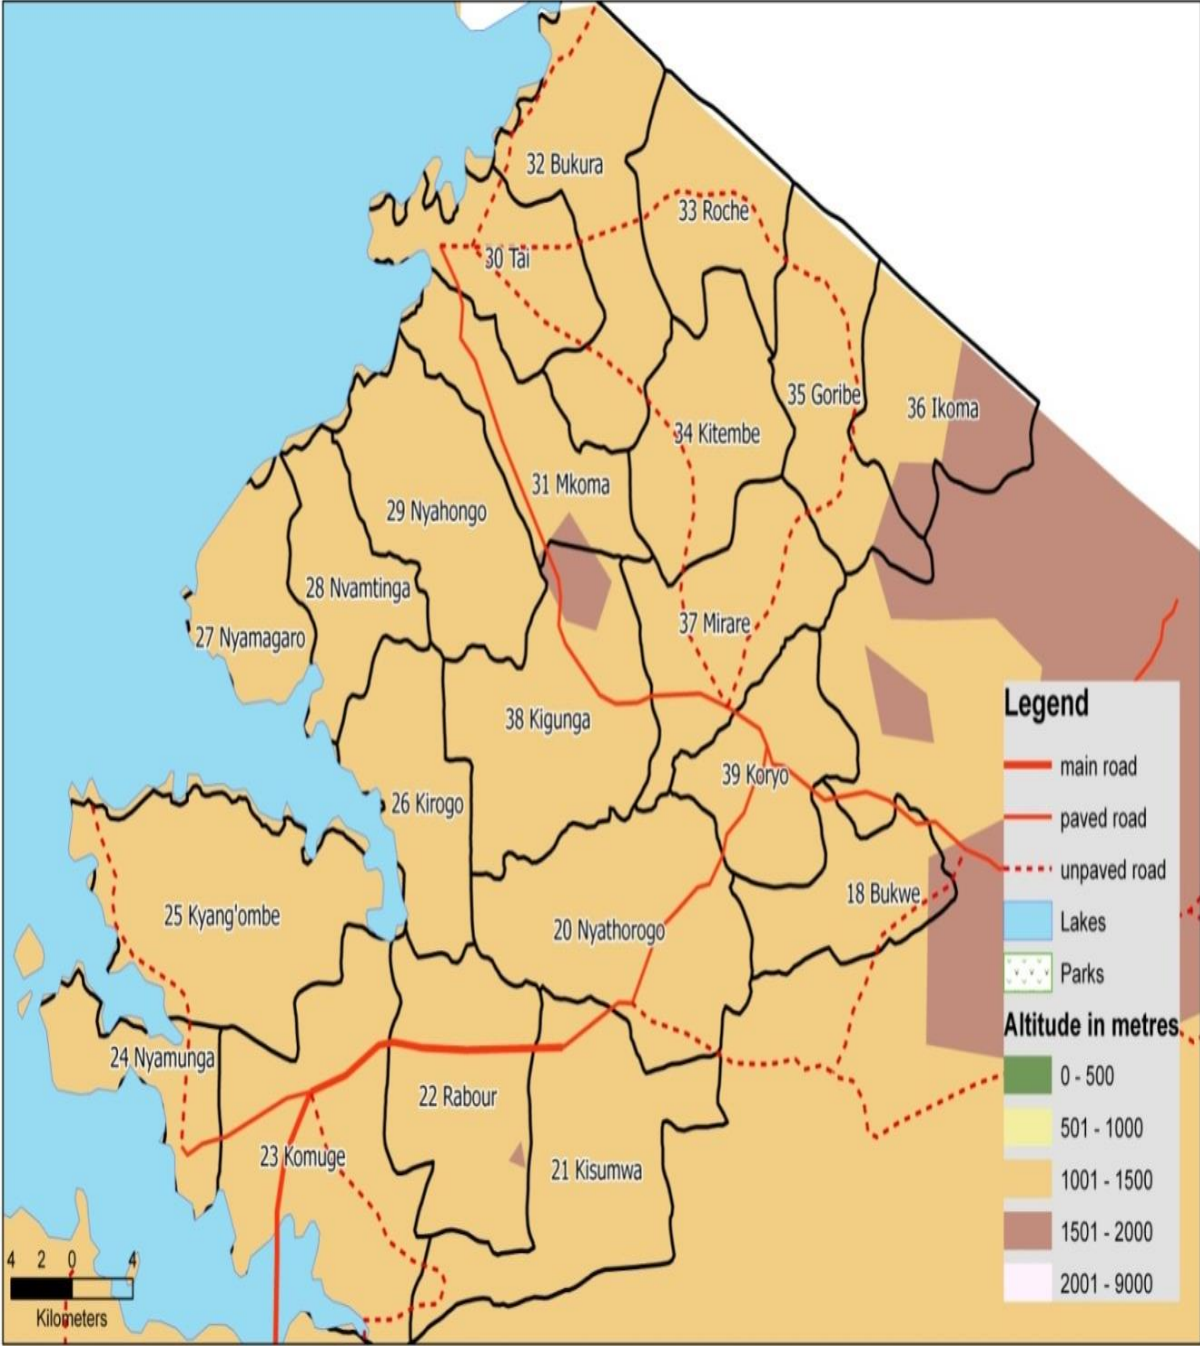 32 Bukura
33 Roche
30 Tai
35 Goribe
36 Ikoma
34 Kitembe
31 Mkoma
29 Nyahongo
28 Nvamtinga
37 Mirare
27 Nyamagaro
38 Kigunga
39 Koryo
26 Kirogo
18 Bukwe
25 Kyang'ombe
20 Nyathorogo
24 Nyamunga
22 Rabour
23 Komuge
21 Kisumwa
4 2 0 4
Kilometers
Legend
main road
paved road
unpaved road
Lakes
Parks
Altitude in metres
0 - 500
501 - 1000
1001 - 1500
1501 - 2000
2001 - 9000